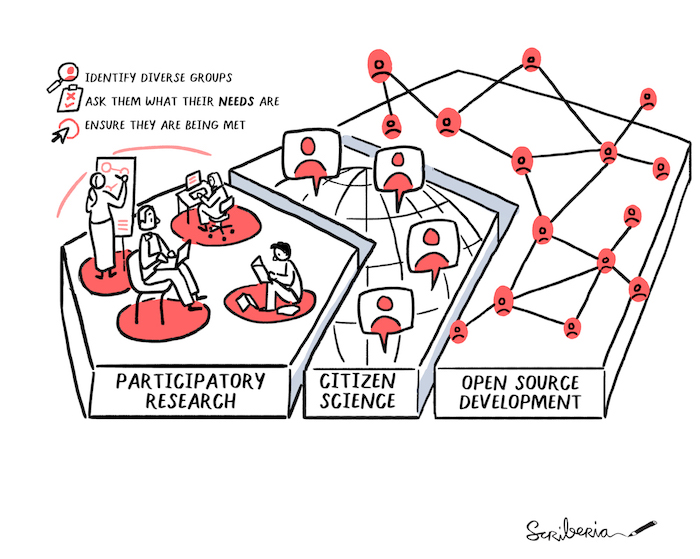 IDENTIFY DIVERSE GROUPS
ASK THEM WHAT THEIR NEEDS ARE
ENSURE THEY ARE BEING MET
PARTICIPATORY
RESEARCH
CITIZEN
SCIENCE
OPEN SOURCE
DEVELOPMENT
Scriberia